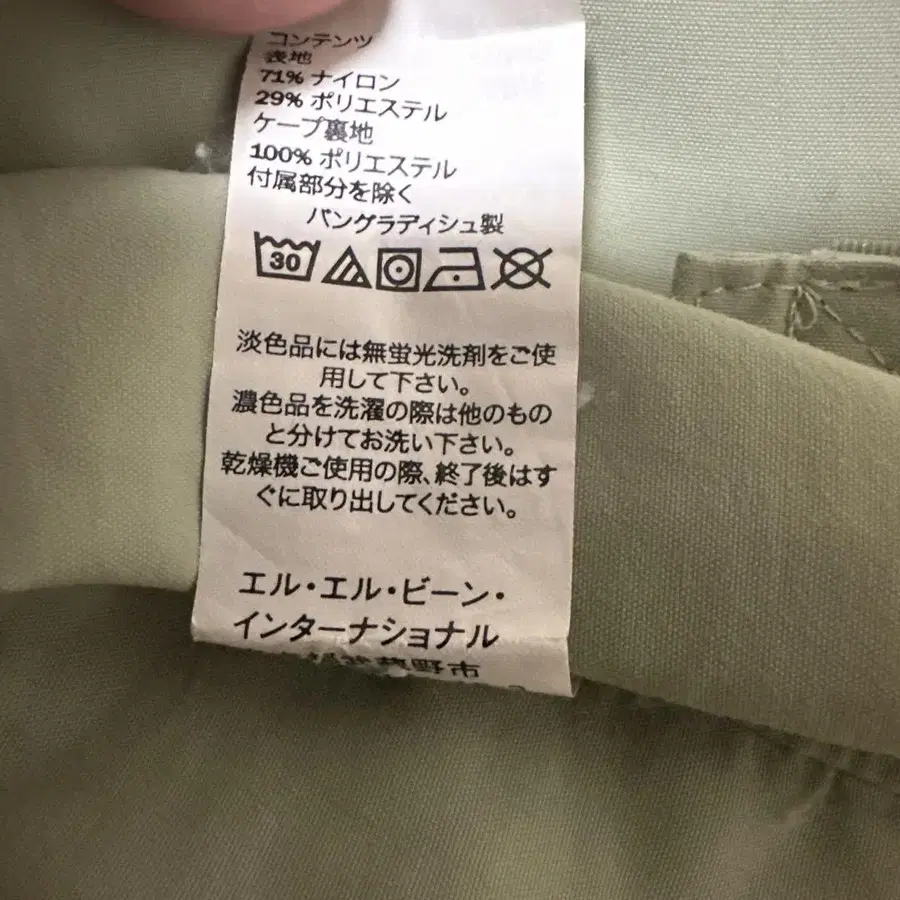 コンテンツ
表地
71% ナイロン
29% ポリエステル
ケープ裏地
100% ポリエステル
付属部分を除く
バングラディシュ製
30
淡色品には無蛍光洗剤をご使
用して下さい。
濃色品を洗濯の際は他のもの
と分けてお洗い下さい。
乾燥機ご使用の際、終了後はす
ぐに取り出してください。
エル・エル・ビーン・
インターナショナル
武蔵野市